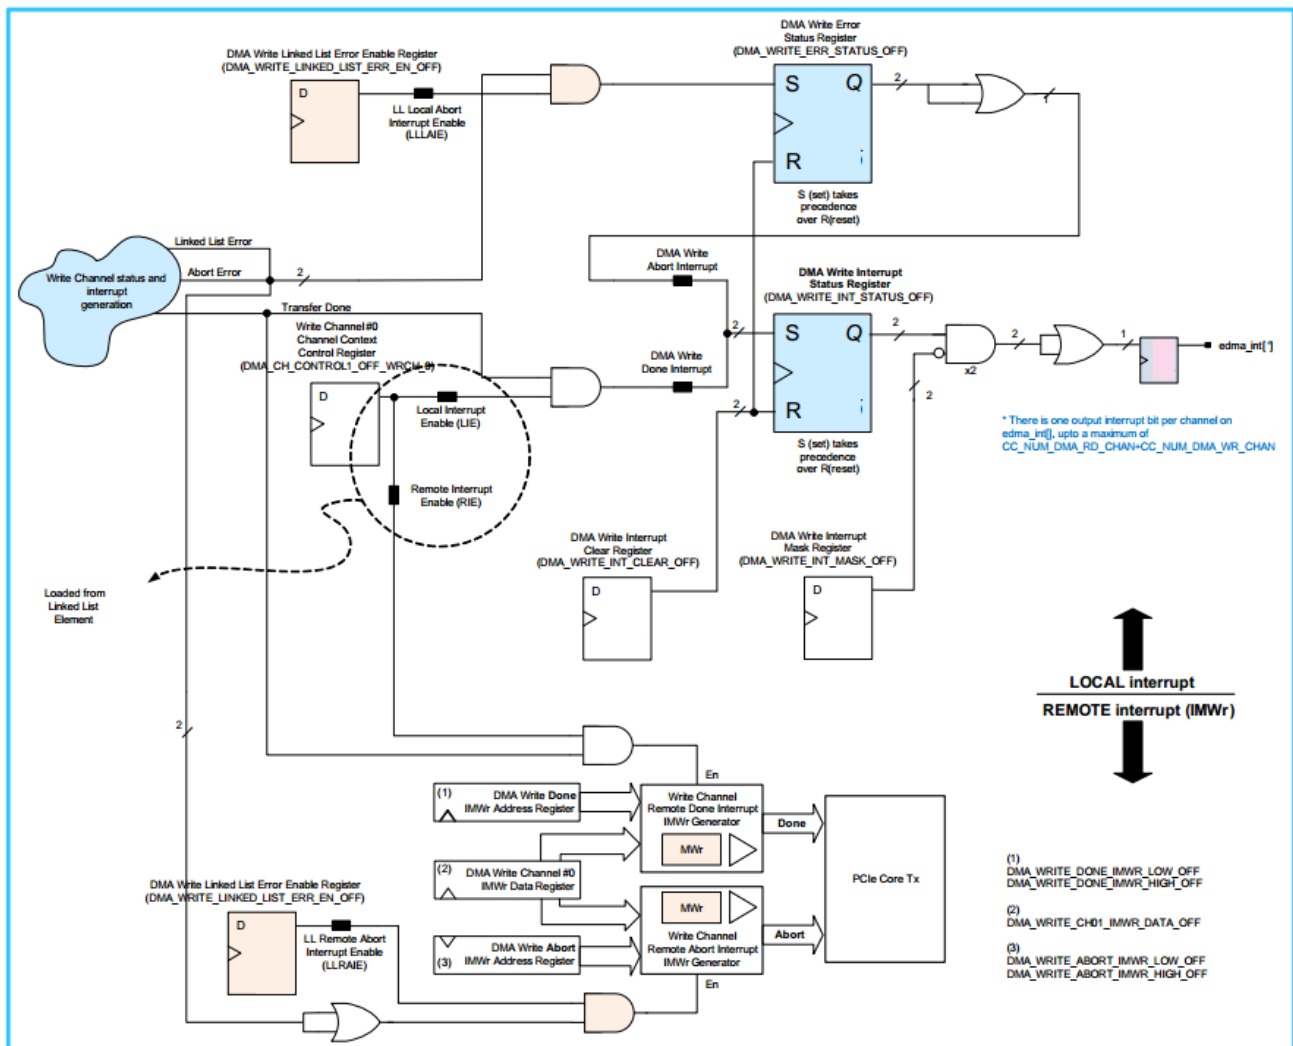 DMA Write Error
Status Register
(DMA_WRITE_ERR_STATUS_OFF)
DMA Write Linked List Error Enable Register
(DMA_WRITE_LINKED_LIST_ERR_EN_OFF)
D
LL Local Abort
Interrupt Enable
(LLLAIE)
S
Q
R
i
2
1
S (set) takes
precedence
over R(reset)
Linked List Error
Abort Error
Write Channel status and
interrupt
generation
2
Transfer Done
DMA Write
Abort Interrupt
DMA Write Interrupt
Status Register
(DMA_WRITE_INT_STATUS_OFF)
Write Channel #0
Channel Context
Control Register
(DMA_CH_CONTROL1_OFF_WRCH_0)
D
Local Interrupt
Enable (LIE)
Remote Interrupt
Enable (RIE)
DMA Write
Done Interrupt
2
S
Q
2
R
i
2
x2
2
2
1
edma_int[*]
* There is one output interrupt bit per channel on
edma_int[], upto a maximum of
CC_NUM_DMA_RD_CHAN+CC_NUM_DMA_WR_CHAN
S (set) takes
precedence
over R(reset)
DMA Write Interrupt
Clear Register
(DMA_WRITE_INT_CLEAR_OFF)
D
DMA Write Interrupt
Mask Register
(DMA_WRITE_INT_MASK_OFF)
D
Loaded from
Linked List
Element
LOCAL interrupt
REMOTE interrupt (IMWr)
2
En
(1)
DMA Write Done
IMWr Address Register
Write Channel
Remote Done Interrupt
IMWr Generator
MWr
Done
(2)
DMA Write Channel #0
IMWr Data Register
PCIe Core Tx
MWr
Write Channel
Remote Abort Interrupt
IMWr Generator
Abort
DMA Write Abort
(3)
IMWr Address Register
En
DMA Write Linked List Error Enable Register
(DMA_WRITE_LINKED_LIST_ERR_EN_OFF)
D
LL Remote Abort
Interrupt Enable
(LLRAIE)
(1)
DMA_WRITE_DONE_IMWR_LOW_OFF
DMA_WRITE_DONE_IMWR_HIGH_OFF
(2)
DMA_WRITE_CH01_IMWR_DATA_OFF
(3)
DMA_WRITE_ABORT_IMWR_LOW_OFF
DMA_WRITE_ABORT_IMWR_HIGH_OFF